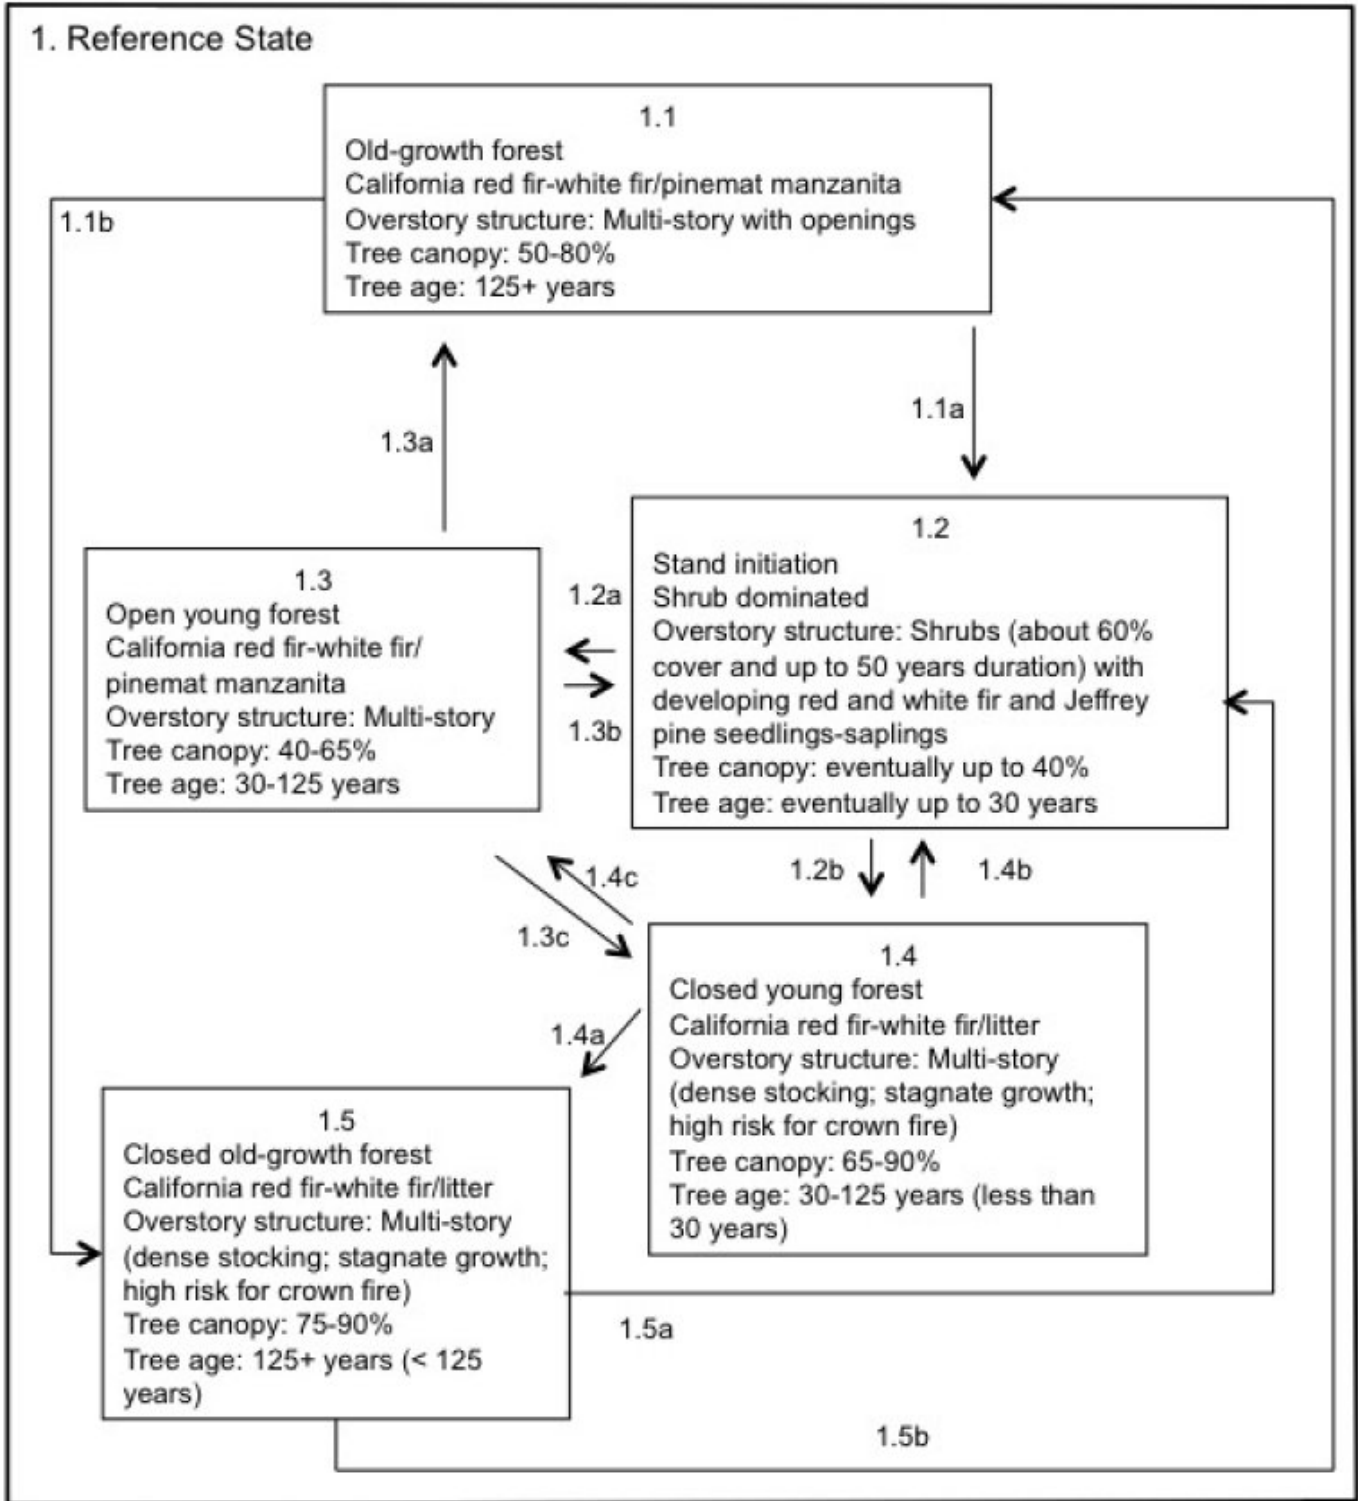 1. Reference State
1.1
Old-growth forest
California red fir-white fir/pinemat manzanita
Overstory structure: Multi-story with openings
Tree canopy: 50-80%
Tree age: 125+ years
1.1b
1.1a
1.3a
1.2
Stand initiation
Shrub dominated
Overstory structure: Shrubs (about 60%
cover and up to 50 years duration) with
developing red and white fir and Jeffrey
pine seedlings-saplings
Tree canopy: eventually up to 40%
Tree age: eventually up to 30 years
1.3
Open young forest
California red fir-white fir/
pinemat manzanita
Overstory structure: Multi-story
Tree canopy: 40-65%
Tree age: 30-125 years
1.2a
1.3b
1.2b
1.4b
1.4c
1.3c
1.4
Closed young forest
California red fir-white fir/litter
Overstory structure: Multi-story
(dense stocking; stagnate growth;
high risk for crown fire)
Tree canopy: 65-90%
Tree age: 30-125 years (less than
30 years)
1.4a
1.5
Closed old-growth forest
California red fir-white fir/litter
Overstory structure: Multi-story
(dense stocking; stagnate growth;
high risk for crown fire)
Tree canopy: 75-90%
Tree age: 125+ years (< 125
years)
1.5a
1.5b